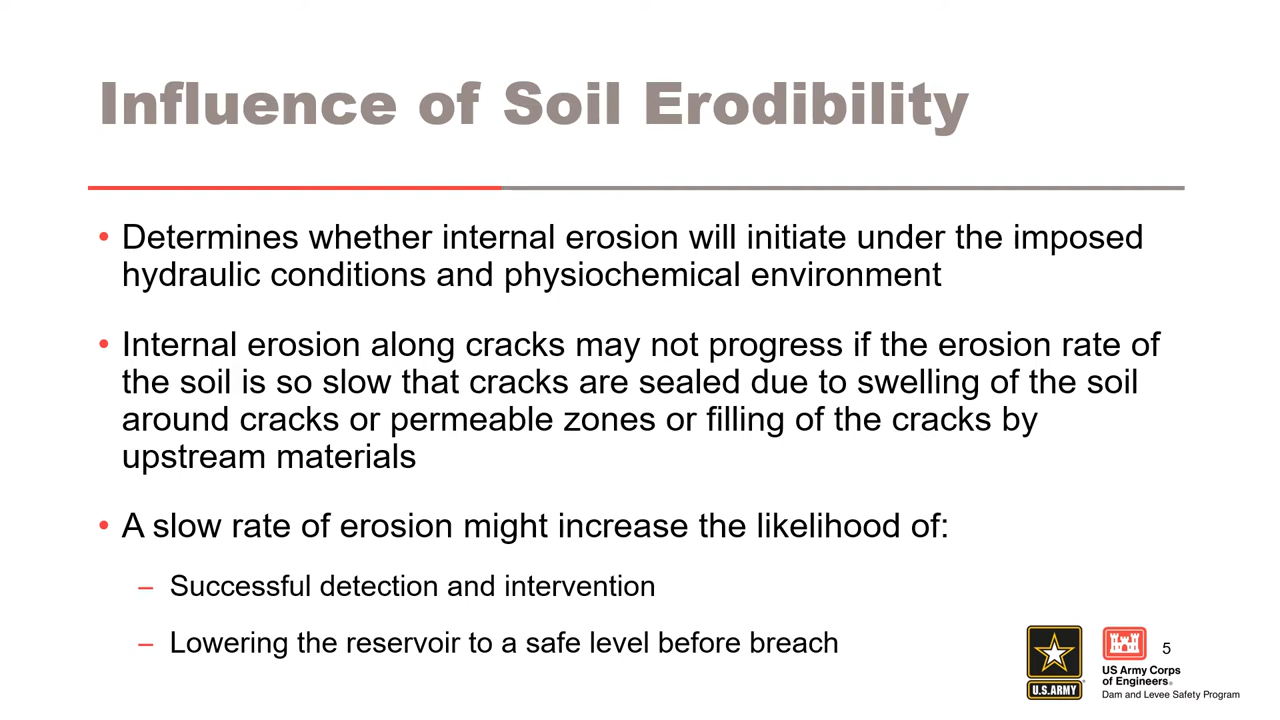 Influence of Soil Erodibility
• Determines whether internal erosion will initiate under the imposed
hydraulic conditions and physiochemical environment
• Internal erosion along cracks may not progress if the erosion rate of
the soil is so slow that cracks are sealed due to swelling of the soil
around cracks or permeable zones or filling of the cracks by
upstream materials
• A slow rate of erosion might increase the likelihood of:
– Successful detection and intervention
– Lowering the reservoir to a safe level before breach
U.S.ARMY
US Army Corps
of Engineers®
Dam and Levee Safety Program
5